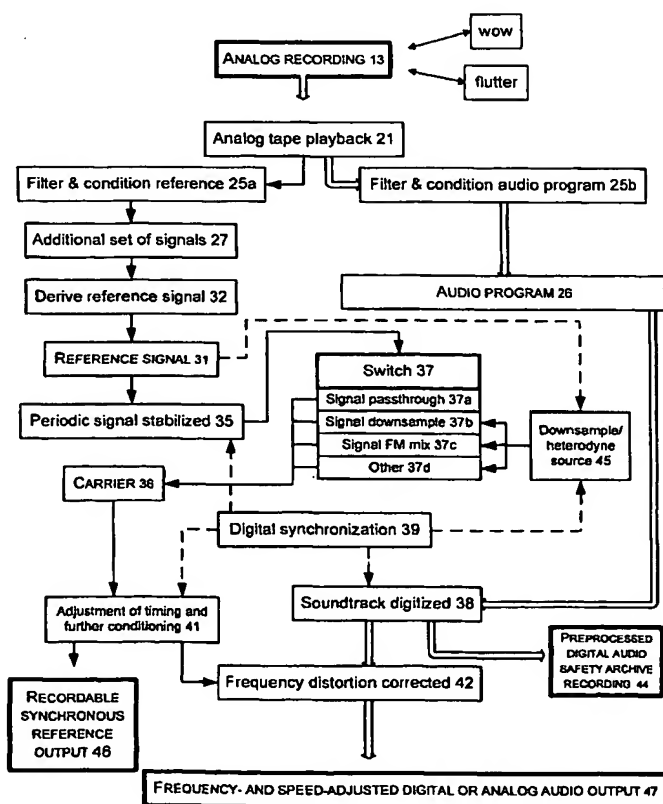 wow
ANALOG RECORDING 13
flutter
Analog tape playback 21
Filter & condition reference 25a
Filter & condition audio program 25b
Additional set of signals 27
Derive reference signal 32
AUDIO PROGRAM 26
REFERENCE SIGNAL 31
Switch 37
Signal passthrough 37a
Periodic signal stabilized 35
Signal downsample 37b
Signal FM mix 37c
Other 37d
Downsample/
heterodyne
source 45
CARRIER 36
Digital synchronization 39
Adjustment of timing and
further conditioning 41
Soundtrack digitized 38
PREPROCESSED
DIGITAL AUDIO
SAFETY ARCHIVE
RECORDING 44
Frequency distortion corrected 42
RECORDABLE
SYNCHRONOUS
REFERENCE
OUTPUT 46
FREQUENCY- AND SPEED-ADJUSTED DIGITAL OR ANALOG AUDIO OUTPUT 47